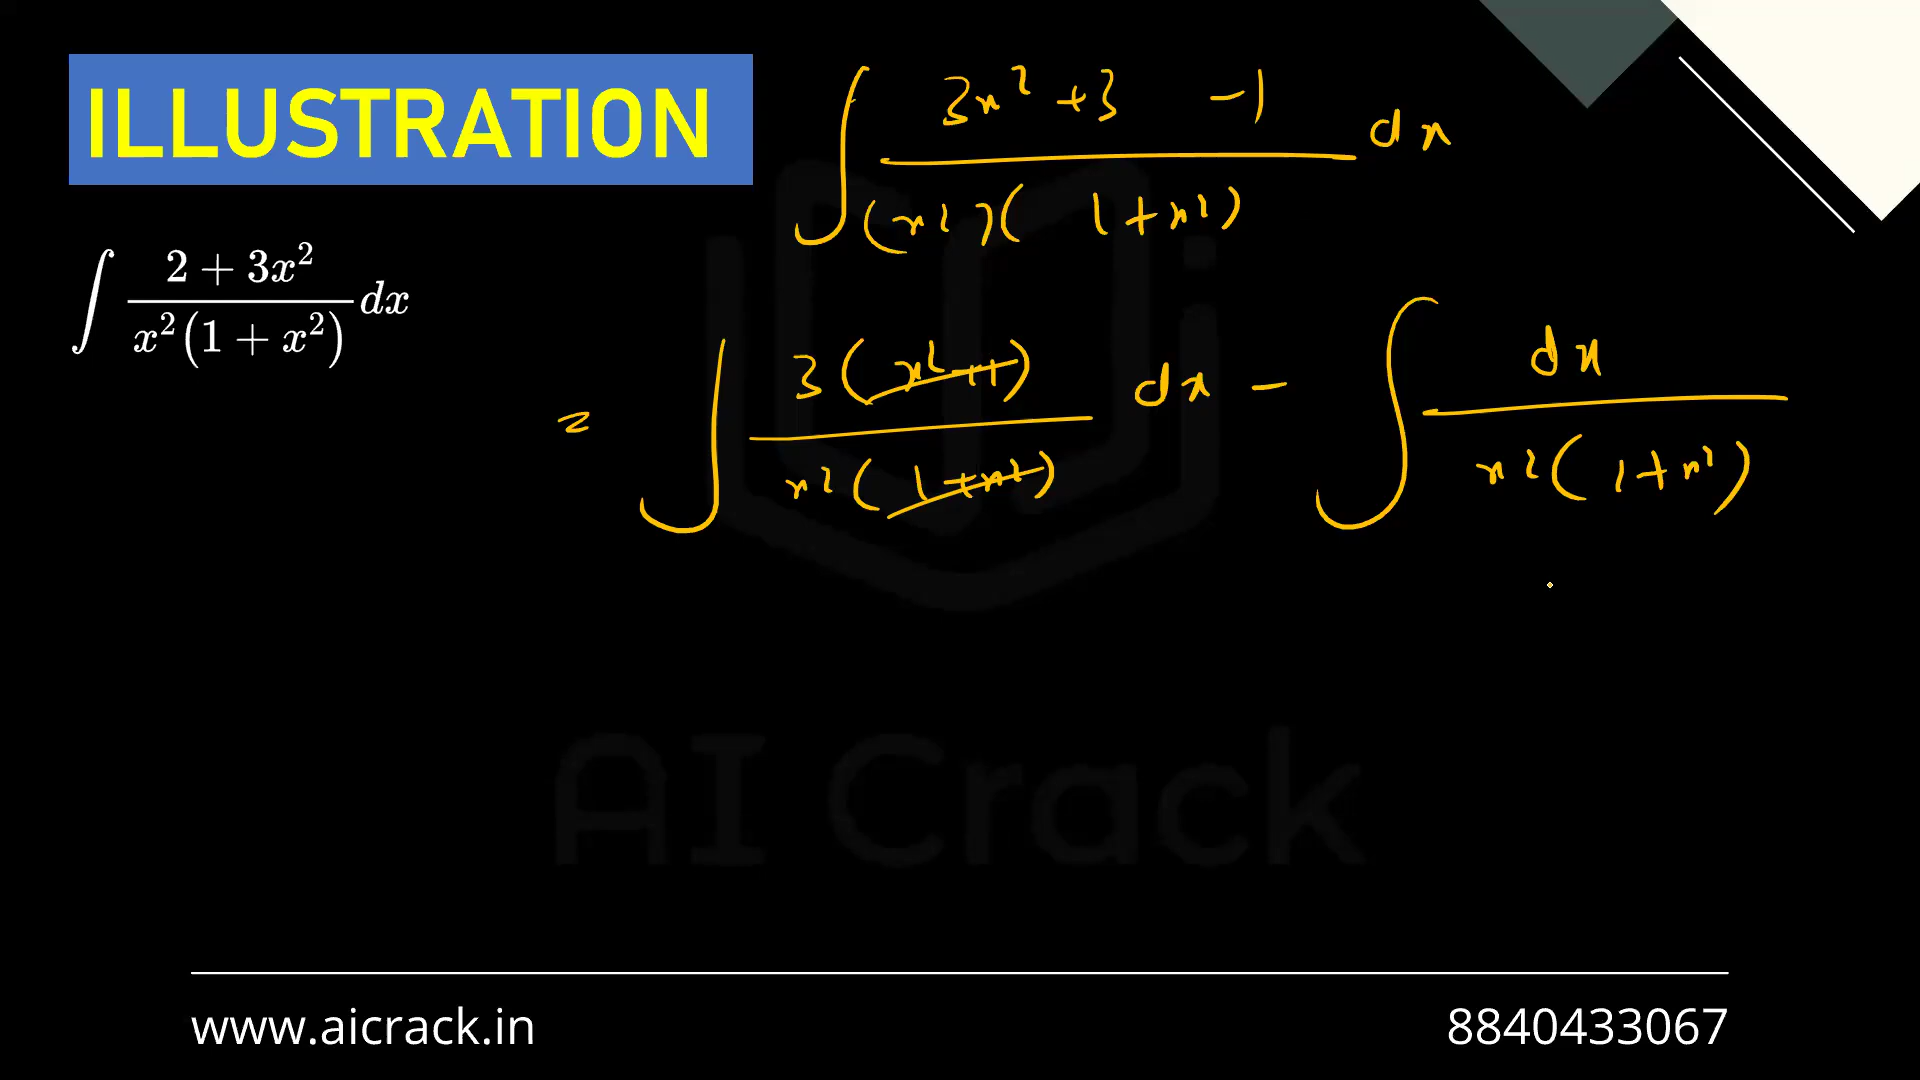 ILLUSTRATION
∫ (2 + 3x²)/(x²(1 + x²)) dx
∫ (3x² + 3 - 1)/((x²)(1 + x²)) dx
= ∫ 3(x² + 1)/(x²(1 + x²)) dx - ∫ dx/(x²(1 + x²))
AI Crack
www.aicrack.in
8840433067